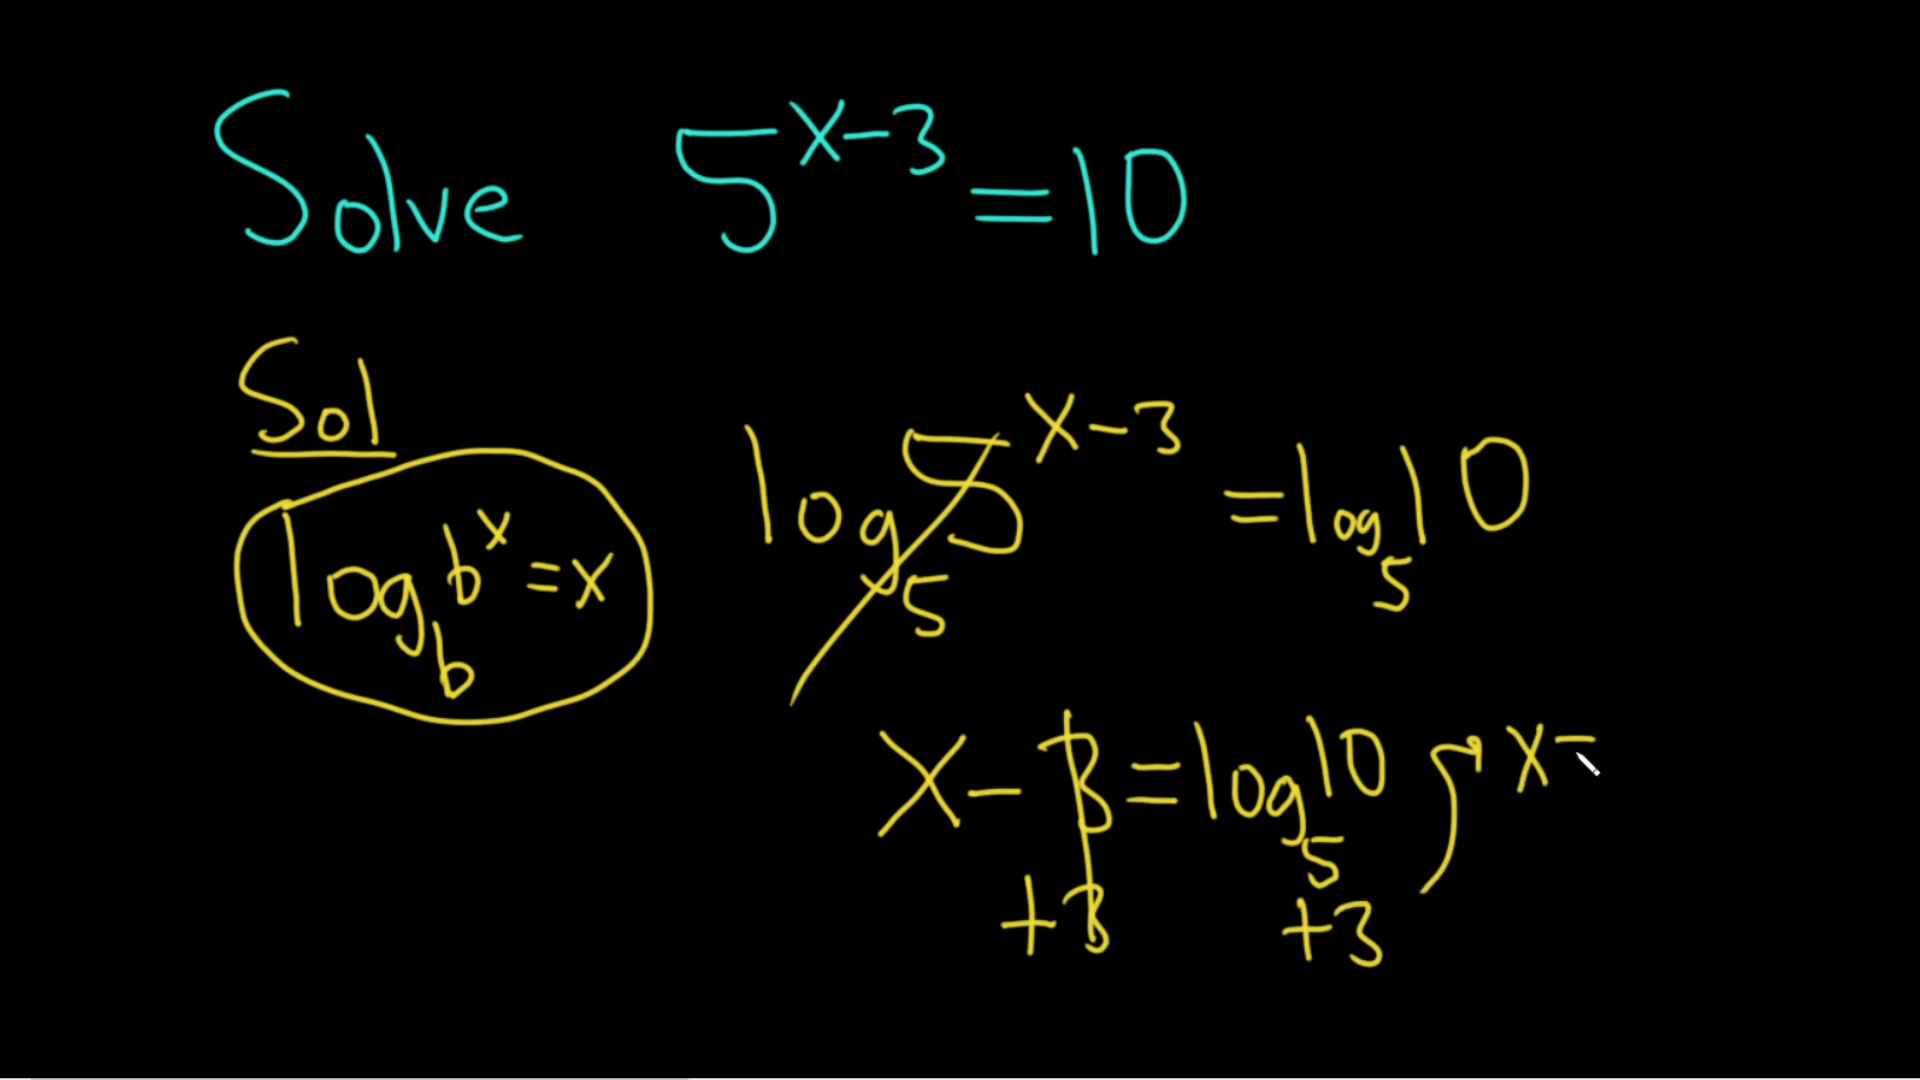 Solve 5^x-3 = 10
Sol
log_5 5^x-3 = log_5 10
log_b b^x = x
x - 3 = log_5 10 x =
+3 +3